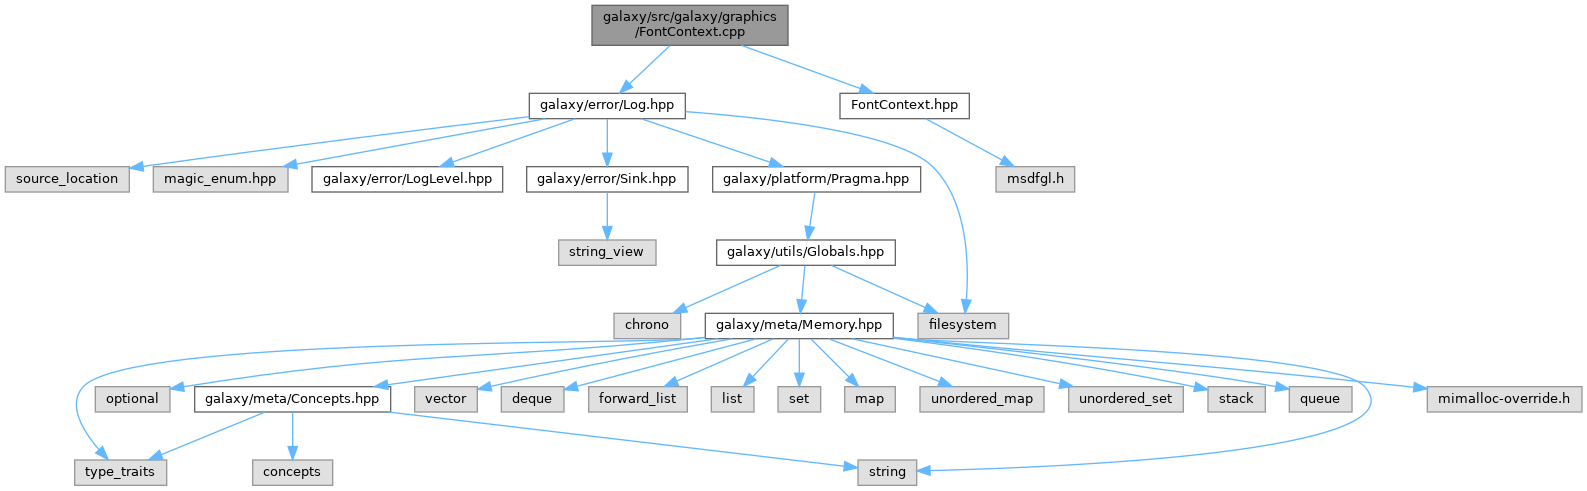 galaxy/src/galaxy/graphics
/FontContext.cpp
galaxy/error/Log.hpp
FontContext.hpp
source_location
magic_enum.hpp
galaxy/error/LogLevel.hpp
galaxy/error/Sink.hpp
galaxy/platform/Pragma.hpp
msdfgl.h
string_view
galaxy/utils/Globals.hpp
chrono
galaxy/meta/Memory.hpp
filesystem
optional
galaxy/meta/Concepts.hpp
vector
deque
forward_list
list
set
map
unordered_map
unordered_set
stack
queue
mimalloc-override.h
type_traits
concepts
string